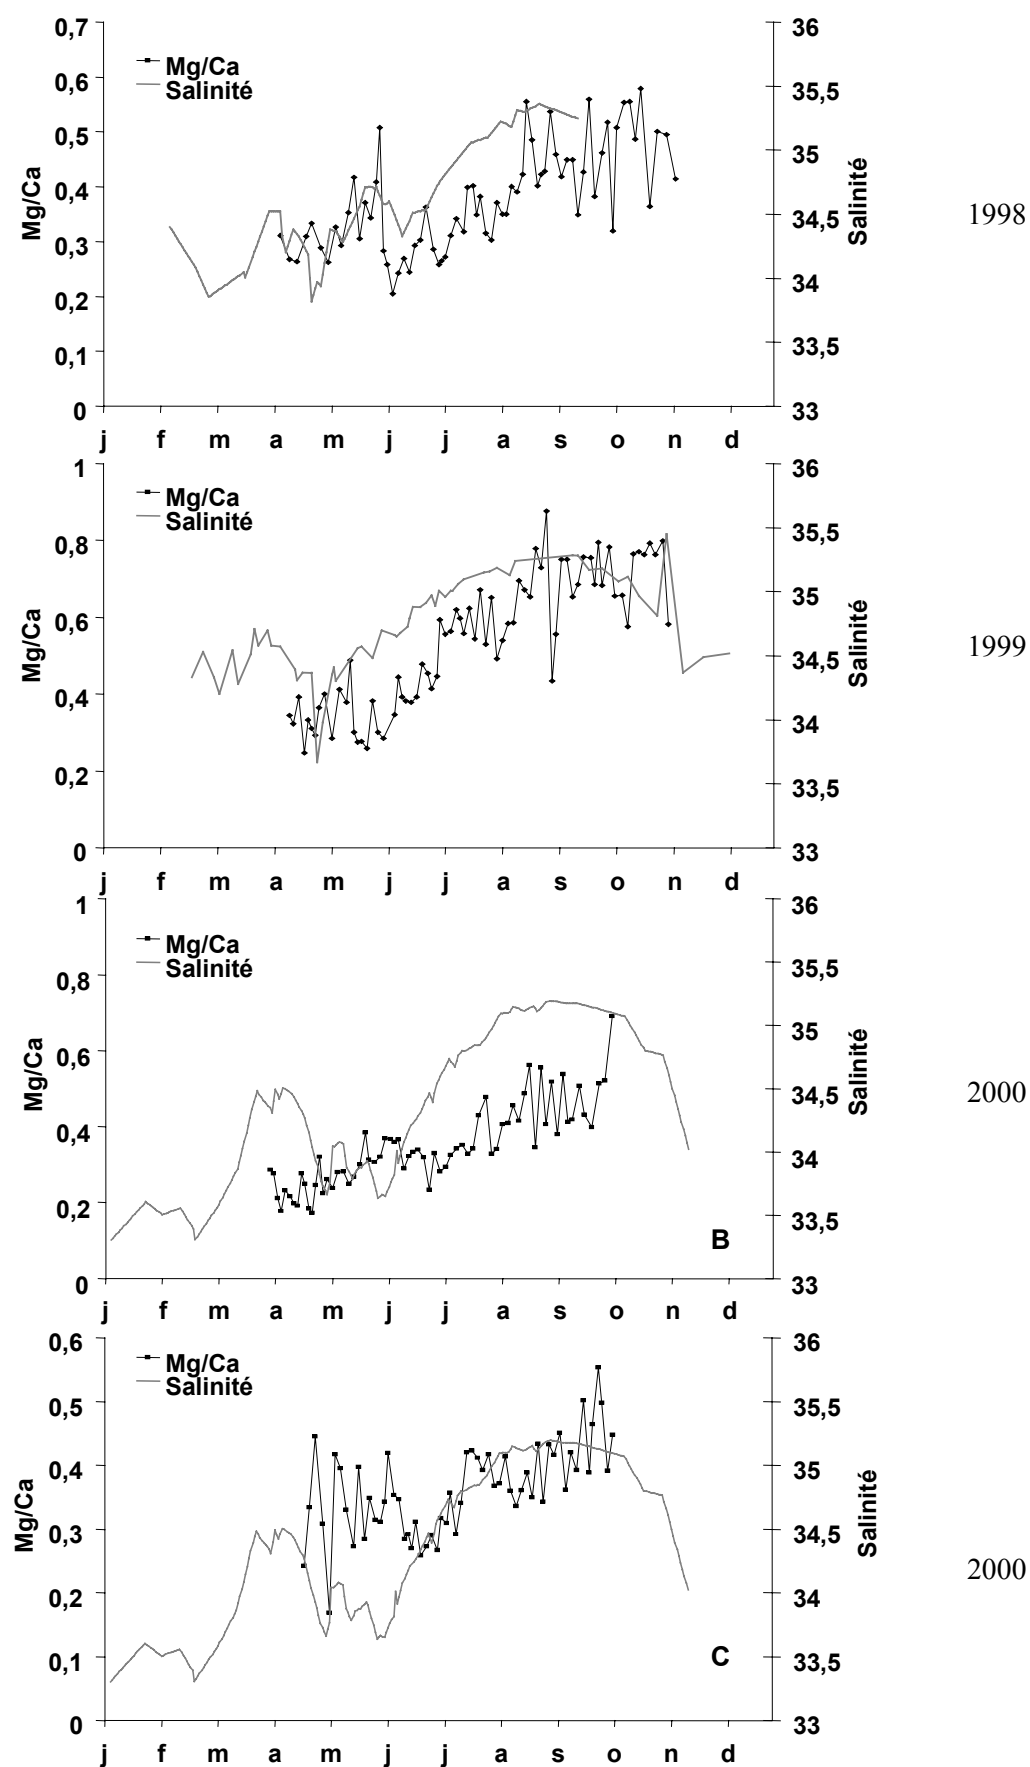 0,7 36
Mg/Ca
Salinité
0,6 35,5
0,5 35
0,4
0,3 34,5
0,2 34
0,1 33,5
0 33
Mg/Ca
Salinité
1998
j f m a m j j a s o n d
1 36
Mg/Ca
Salinité
0,8 35,5
0,6 35
0,4 34,5
34
0,2 33,5
0 33
Mg/Ca
Salinité
1999
j f m a m j j a s o n d
1 36
Mg/Ca
Salinité
0,8 35,5
0,6 35
0,4 34,5
34
0,2 33,5
0 33
Mg/Ca
Salinité
2000
B
j f m a m j j a s o n d
0,6 36
Mg/Ca
Salinité
0,5 35,5
0,4 35
0,3 34,5
0,2 34
0,1 33,5
0 33
Mg/Ca
Salinité
2000
C
j f m a m j j a s o n d